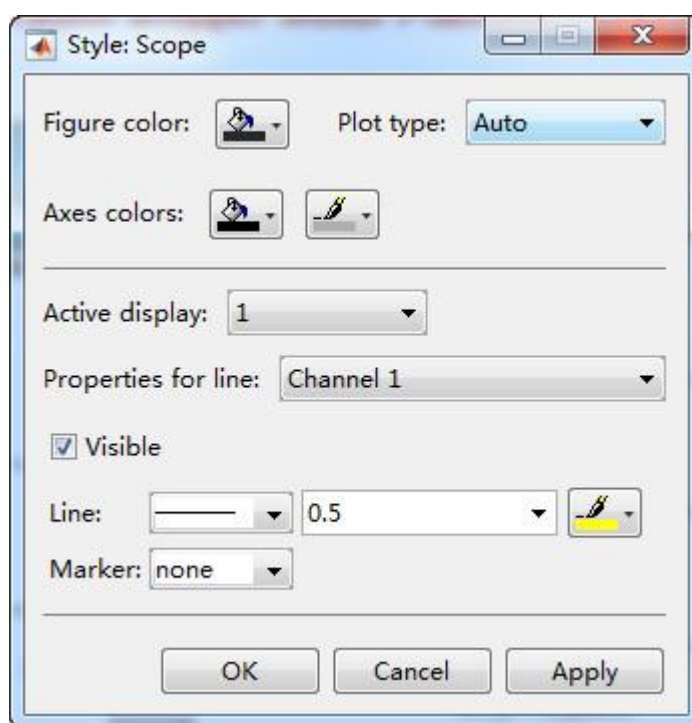 Style: Scope
Figure color: Plot type: Auto
Axes colors:
Active display: 1
Properties for line: Channel 1
Visible
Line: 0.5
Marker: none
OK Cancel Apply